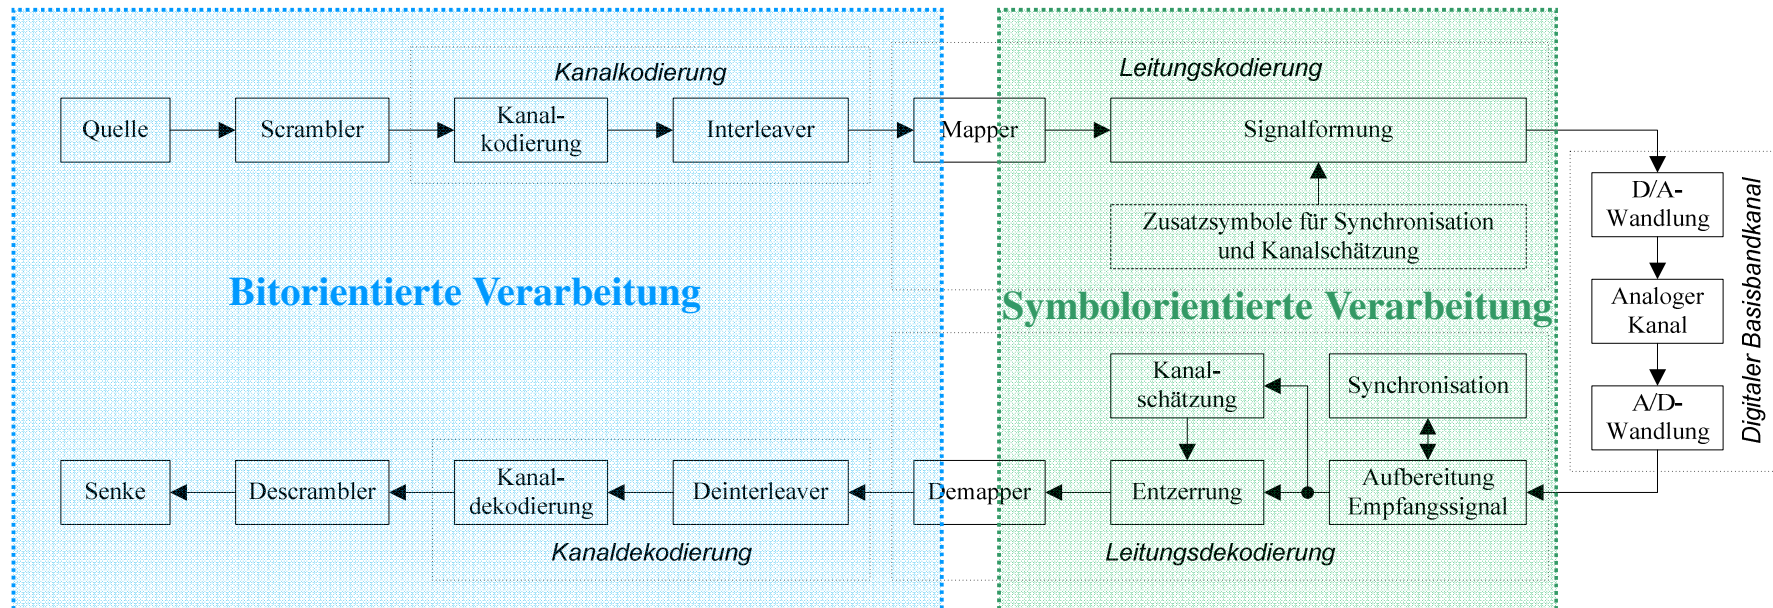 Kanalkodierung
Leitungskodierung
Quelle
Scrambler
Kanal-
kodierung
Interleaver
Mapper
Signalformung
Zusatzsymbole für Synchronisation
und Kanalschätzung
D/A-
Wandlung
Analoger
Kanal
A/D-
Wandlung
Digitaler Basisbandkanal
Bitorientierte Verarbeitung
Symbolorientierte Verarbeitung
Kanal-
schätzung
Synchronisation
Senke
Descrambler
Kanal-
dekodierung
Deinterleaver
Demapper
Entzerrung
Aufbereitung
Empfangssignal
Kanaldekodierung
Leitungsdekodierung